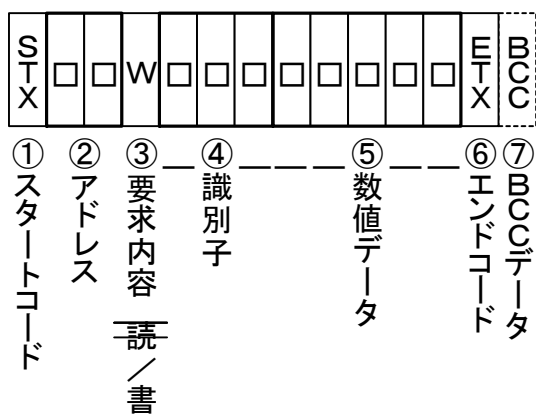 STX □□W□□□□□□□□ ETX BCC
① ② ③ ④ ⑤ ⑥ ⑦
スタートコード
アドレス
要求内容
読／書
識別子
数値データ
エンドコード
BCCデータ